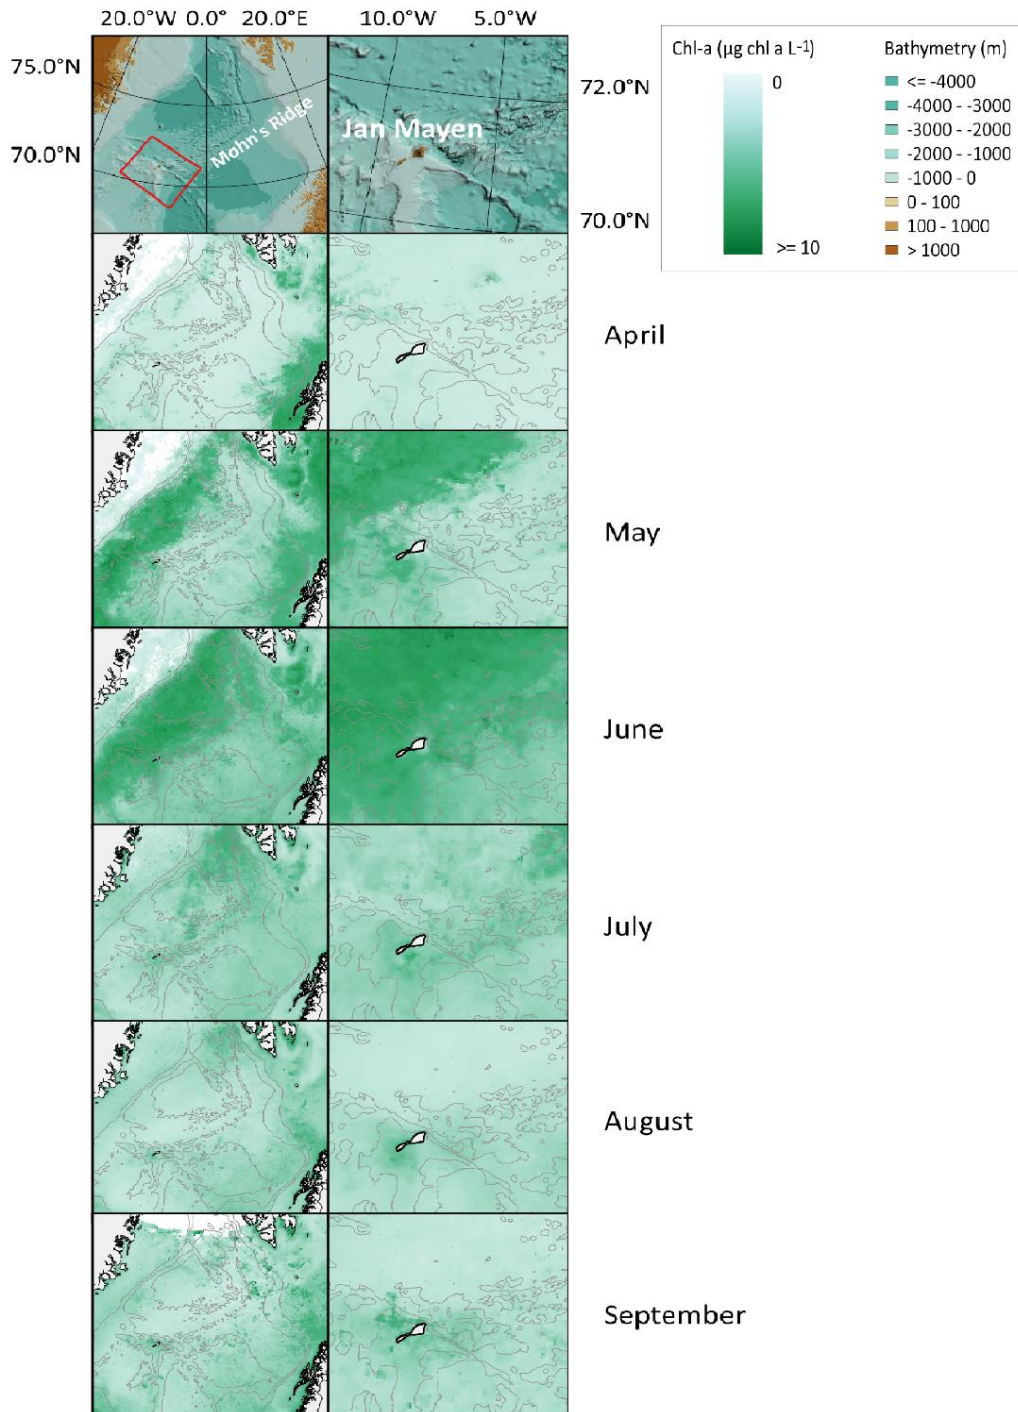 20.0°W 0.0° 20.0°E 10.0°W 5.0°W
75.0°N
70.0°N
Mohn's Ridge
Jan Mayen
72.0°N
70.0°N
Chl-a (µg chl a L-1)
0
>= 10
Bathymetry (m)
<= -4000
-4000 - -3000
-3000 - -2000
-2000 - -1000
-1000 - 0
0 - 100
100 - 1000
> 1000
April
May
June
July
August
September